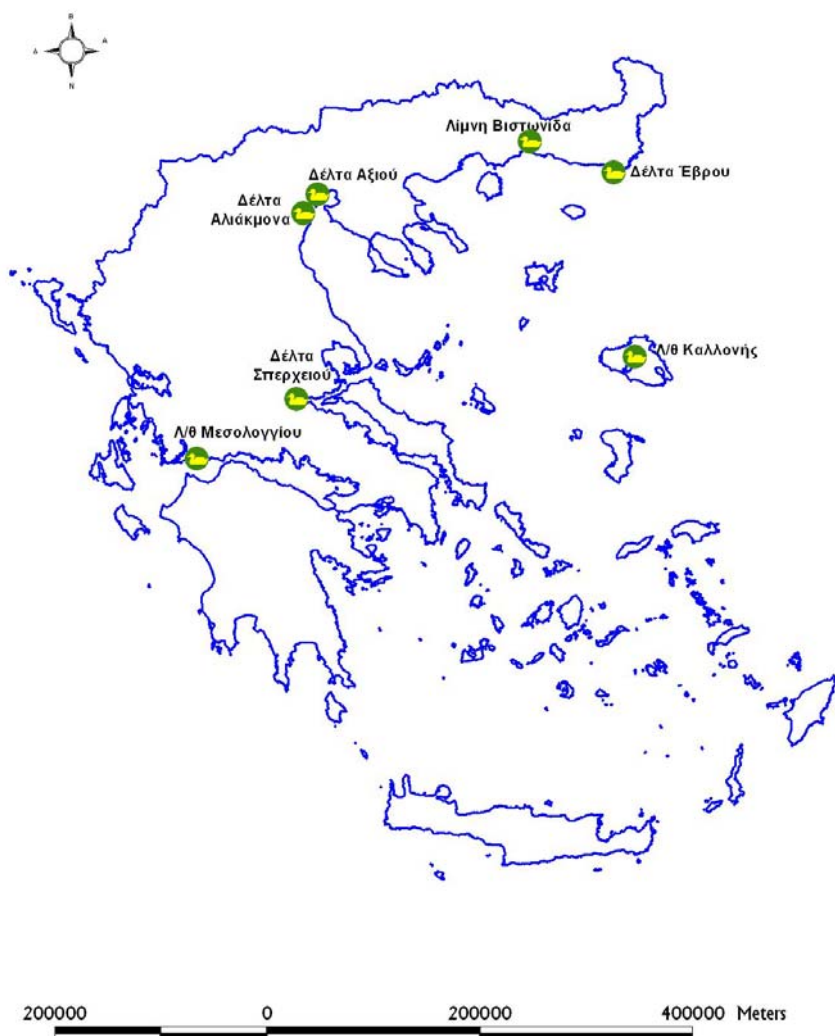 Β
Δ
Α
Ν
Λίμνη Βιστωνίδα
Δέλτα Έβρου
Δέλτα Αξιού
Δέλτα
Αλιάκμονα
Λ/θ Καλλονής
Δέλτα
Σπερχειού
Λ/θ Μεσολογγίου
200000 0 200000 400000 Meters